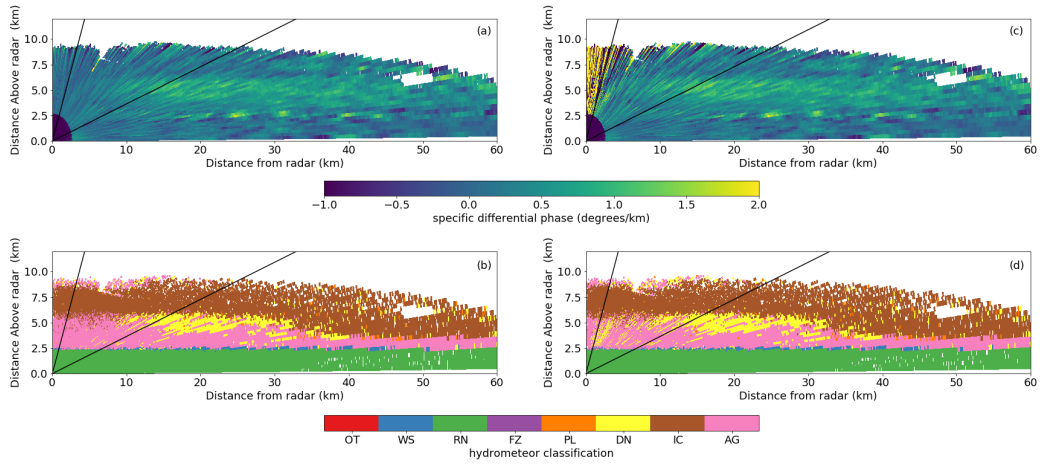 (a)
Distance Above radar (km)
10.0
7.5
5.0
2.5
0.0
0 10 20 30 40 50 60
Distance from radar (km)
(c)
Distance Above radar (km)
10.0
7.5
5.0
2.5
0.0
0 10 20 30 40 50 60
Distance from radar (km)
−1.0 −0.5 0.0 0.5 1.0 1.5 2.0
specific differential phase (degrees/km)
(b)
Distance Above radar (km)
10.0
7.5
5.0
2.5
0.0
0 10 20 30 40 50 60
Distance from radar (km)
(d)
Distance Above radar (km)
10.0
7.5
5.0
2.5
0.0
0 10 20 30 40 50 60
Distance from radar (km)
OT WS RN FZ PL DN IC AG
hydrometeor classification